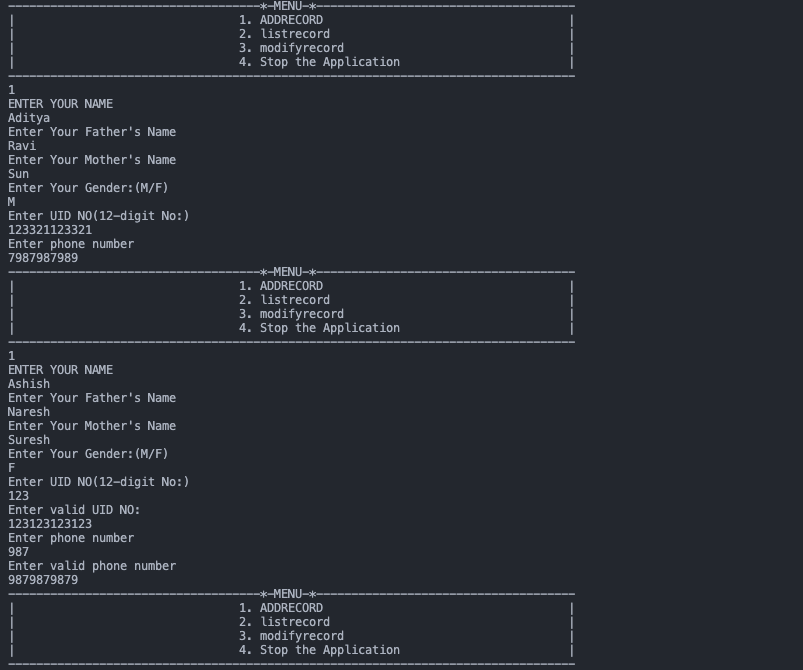 ------------------------------------*-MENU-*-------------------------------------
|                                1. ADDRECORD                                   |
|                                2. listrecord                                  |
|                                3. modifyrecord                                |
|                                4. Stop the Application                        |
---------------------------------------------------------------------------------
1
ENTER YOUR NAME
Aditya
Enter Your Father's Name
Ravi
Enter Your Mother's Name
Sun
Enter Your Gender:(M/F)
M
Enter UID NO(12-digit No:)
123321123321
Enter phone number
7987987989
------------------------------------*-MENU-*-------------------------------------
|                                1. ADDRECORD                                   |
|                                2. listrecord                                  |
|                                3. modifyrecord                                |
|                                4. Stop the Application                        |
---------------------------------------------------------------------------------
1
ENTER YOUR NAME
Ashish
Enter Your Father's Name
Naresh
Enter Your Mother's Name
Suresh
Enter Your Gender:(M/F)
F
Enter UID NO(12-digit No:)
123
Enter valid UID NO:
123123123123
Enter phone number
987
Enter valid phone number
9879879879
------------------------------------*-MENU-*-------------------------------------
|                                1. ADDRECORD                                   |
|                                2. listrecord                                  |
|                                3. modifyrecord                                |
|                                4. Stop the Application                        |
---------------------------------------------------------------------------------